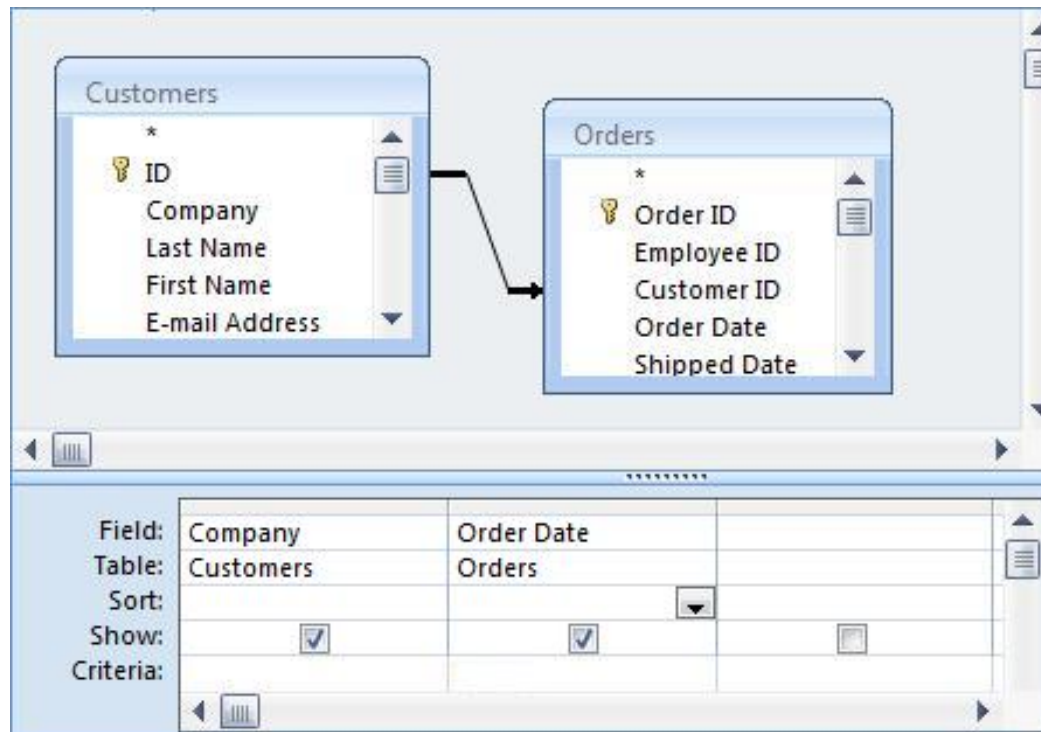 Customers
*
ID
Company
Last Name
First Name
E-mail Address
Orders
*
Order ID
Employee ID
Customer ID
Order Date
Shipped Date
Field: Company Order Date
Table: Customers Orders
Sort:
Show:
Criteria: